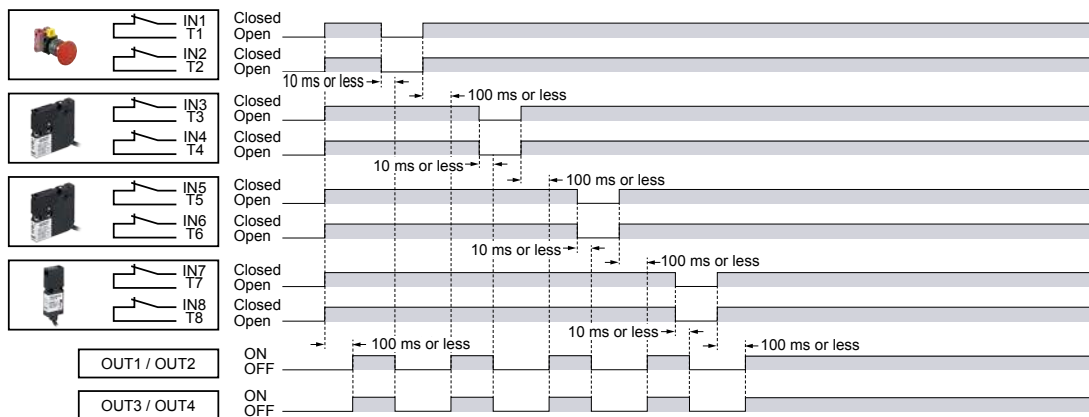 IN1
T1
Closed
Open
IN2
T2
Closed
Open
10 ms or less
100 ms or less
IN3
T3
Closed
Open
IN4
T4
Closed
Open
10 ms or less
100 ms or less
IN5
T5
Closed
Open
IN6
T6
Closed
Open
10 ms or less
100 ms or less
IN7
T7
Closed
Open
IN8
T8
Closed
Open
10 ms or less
100 ms or less
100 ms or less
OUT1 / OUT2
ON
OFF
OUT3 / OUT4
ON
OFF